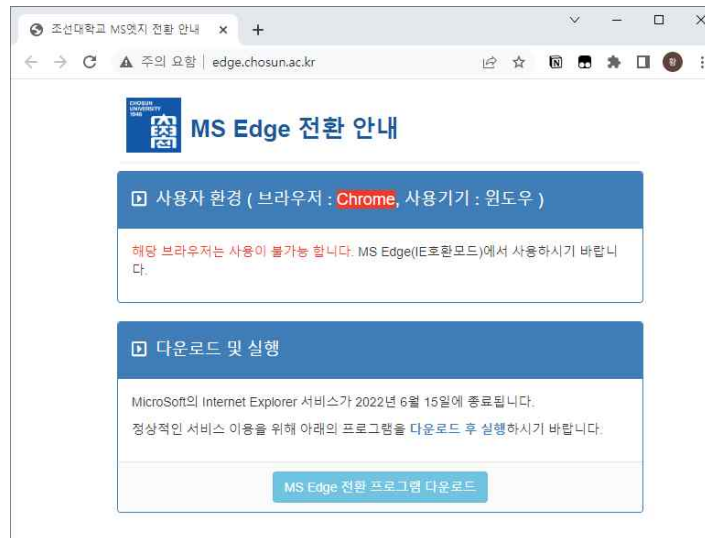 조선대학교 MS엣지 전환 안내
주의 요함 | edge.chosun.ac.kr
CHOSUN
UNIVERSITY
1946
MS Edge 전환 안내
사용자 환경 ( 브라우저 : Chrome, 사용기기 : 윈도우 )
해당 브라우저는 사용이 불가능 합니다. MS Edge(IE호환모드)에서 사용하시기 바랍니
다.
다운로드 및 실행
MicroSoft의 Internet Explorer 서비스가 2022년 6월 15일에 종료됩니다.
정상적인 서비스 이용을 위해 아래의 프로그램을 다운로드 후 실행하시기 바랍니다.
MS Edge 전환 프로그램 다운로드